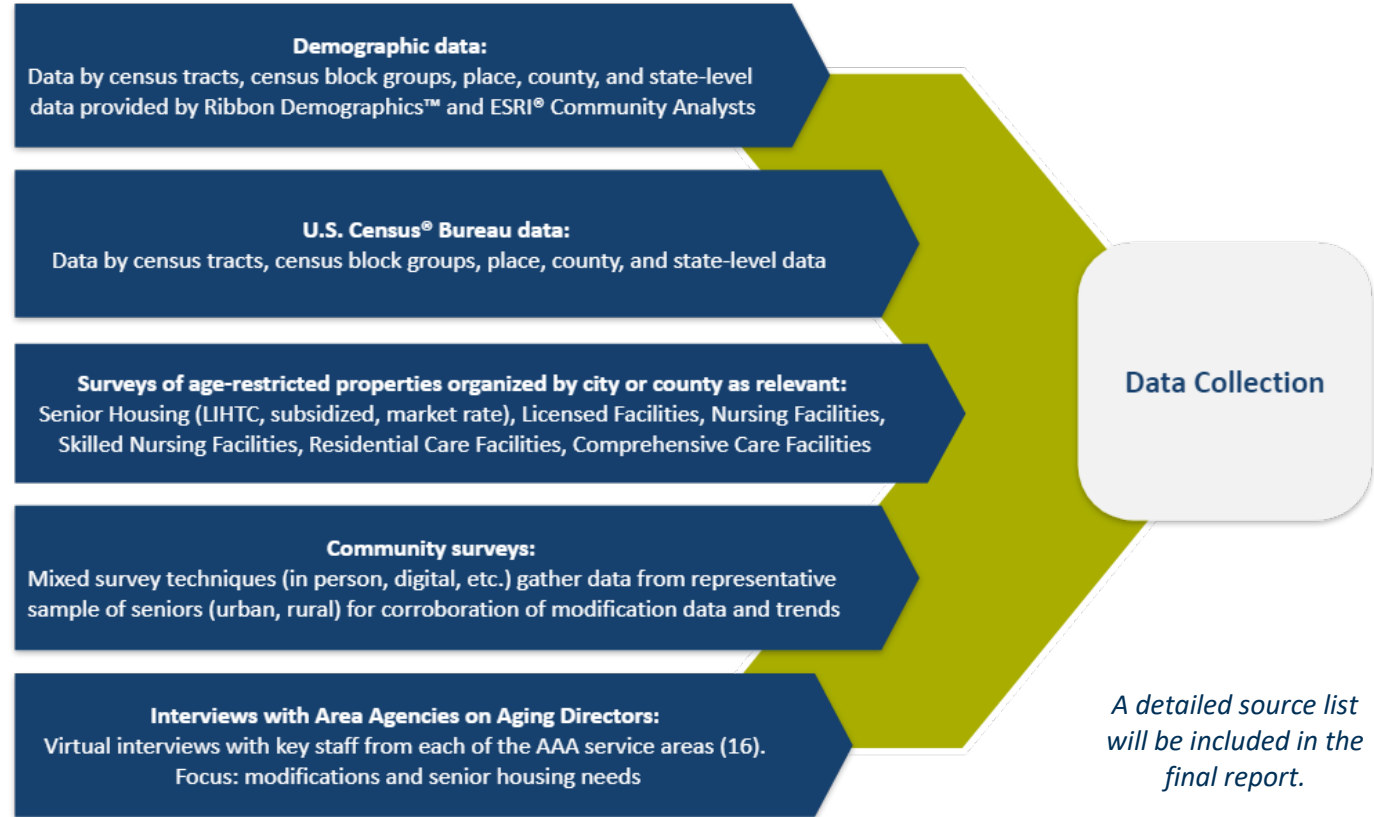 Demographic data:
Data by census tracts, census block groups, place, county, and state-level
data provided by Ribbon Demographics™ and ESRI® Community Analysts
U.S. Census® Bureau data:
Data by census tracts, census block groups, place, county, and state-level data
Surveys of age-restricted properties organized by city or county as relevant:
Senior Housing (LIHTC, subsidized, market rate), Licensed Facilities, Nursing Facilities,
Skilled Nursing Facilities, Residential Care Facilities, Comprehensive Care Facilities
Community surveys:
Mixed survey techniques (in person, digital, etc.) gather data from representative
sample of seniors (urban, rural) for corroboration of modification data and trends
Interviews with Area Agencies on Aging Directors:
Virtual interviews with key staff from each of the AAA service areas (16).
Focus: modifications and senior housing needs
Data Collection
A detailed source list
will be included in the
final report.